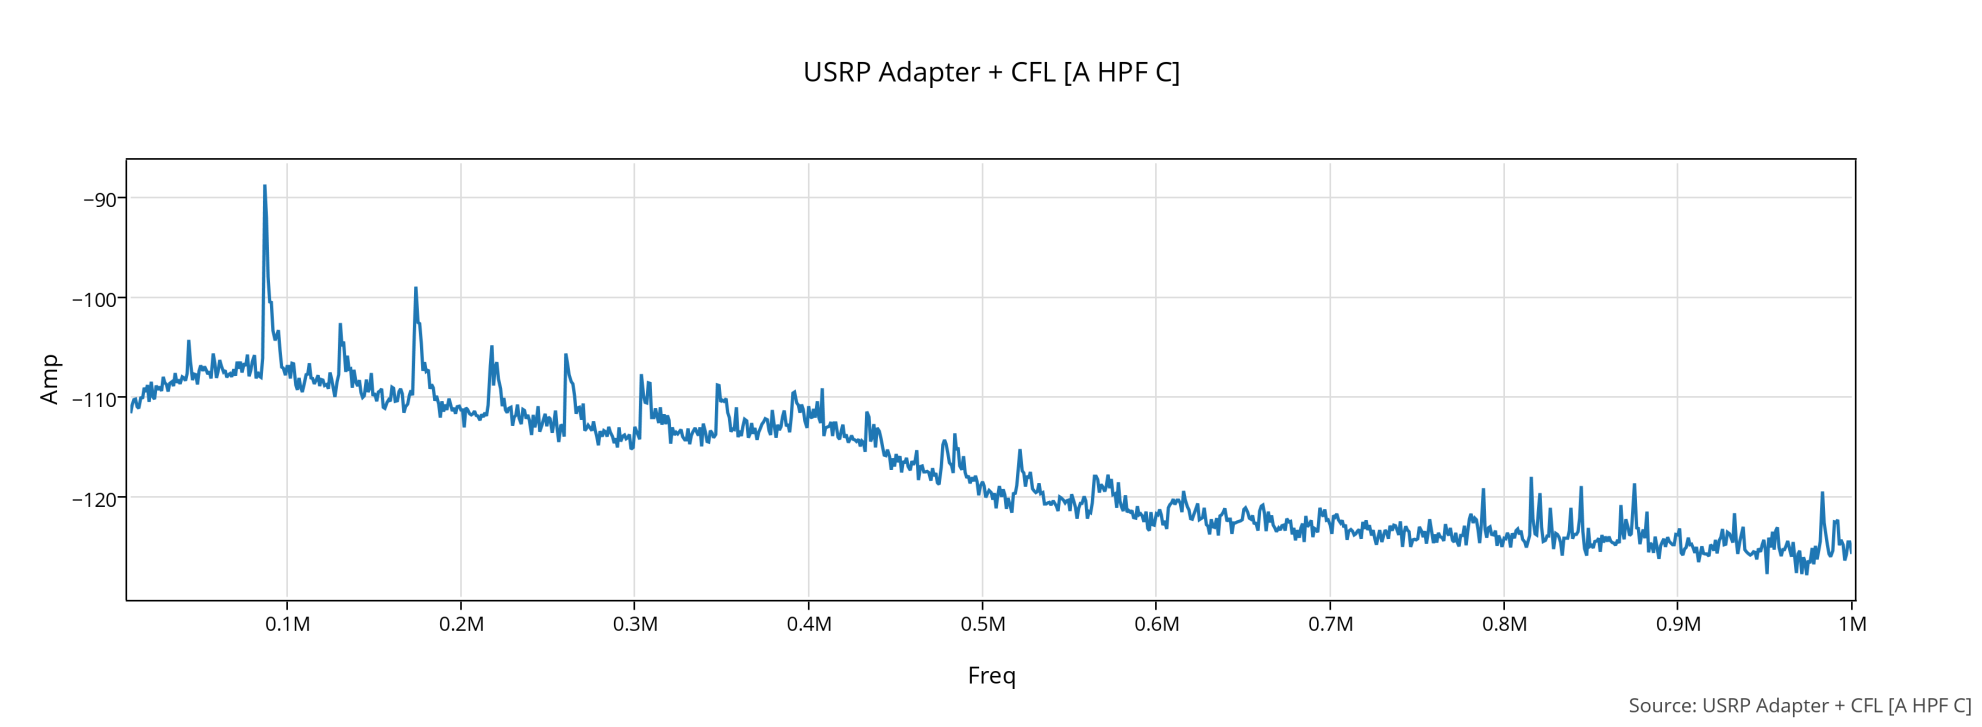 USRP Adapter + CFL [A HPF C]
−90
−100
−110
−120
Amp
0.1M 0.2M 0.3M 0.4M 0.5M 0.6M 0.7M 0.8M 0.9M 1M
Freq
Source: USRP Adapter + CFL [A HPF C]